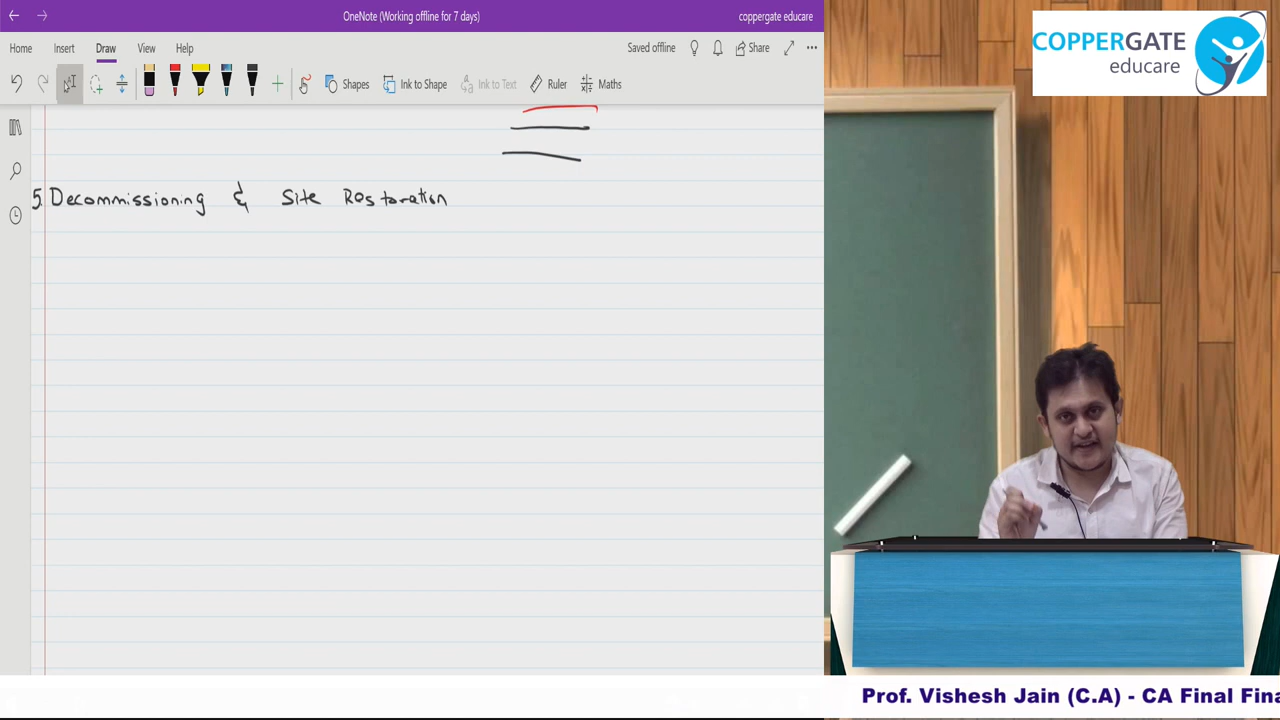 OneNote (Working offline for 7 days)
coppergate educare
Home Insert Draw View Help
Saved offline
Share
Shapes
Ink to Shape
Ink to Text
Ruler
Maths
COPPERGATE
educare
5. Decommissioning & Site Restoration
Prof. Vishesh Jain (C.A) - CA Final Fina